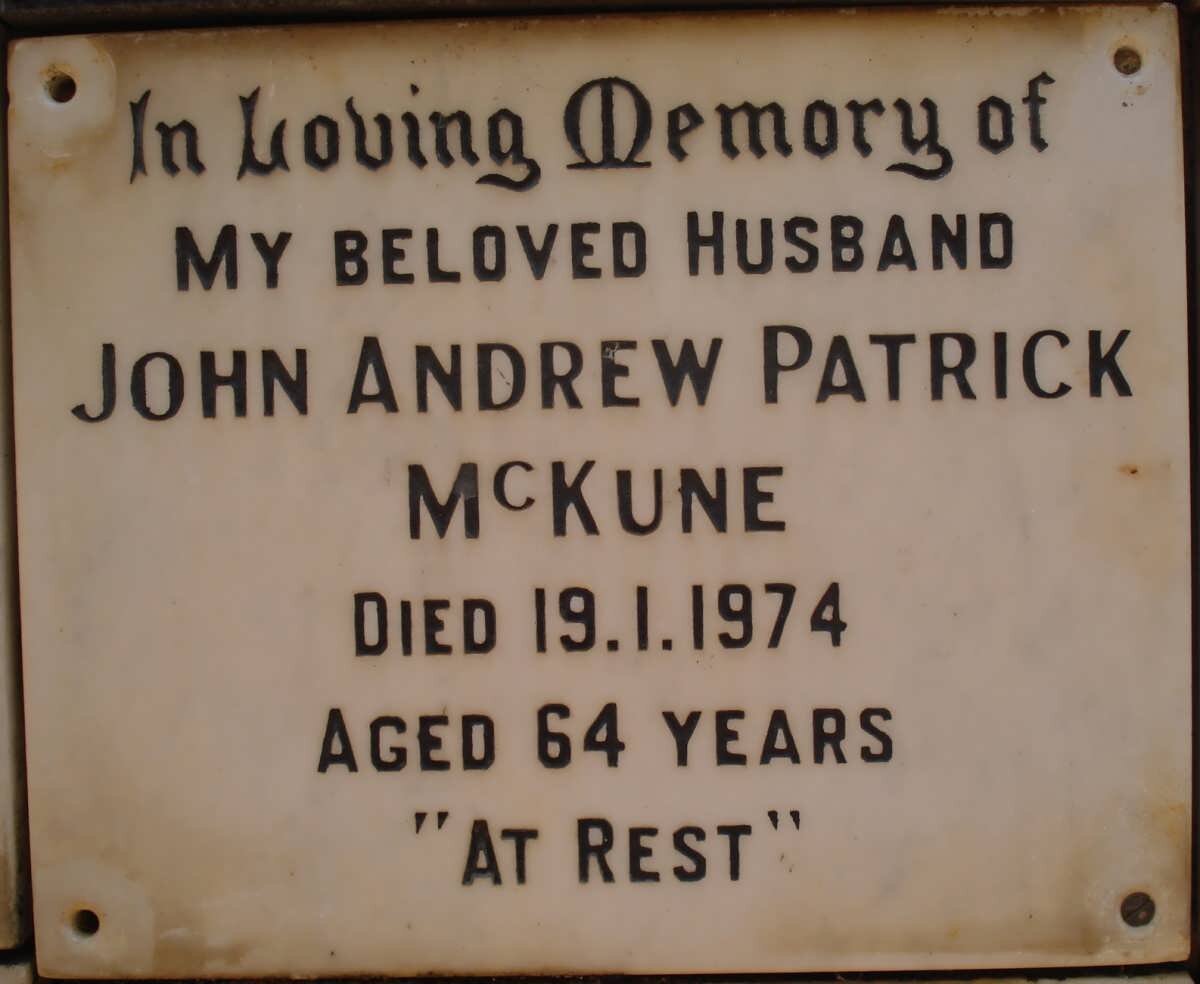 In Loving Memory of
MY BELOVED HUSBAND
JOHN ANDREW PATRICK
McKUNE
DIED 19.1.1974
AGED 64 YEARS
"AT REST"